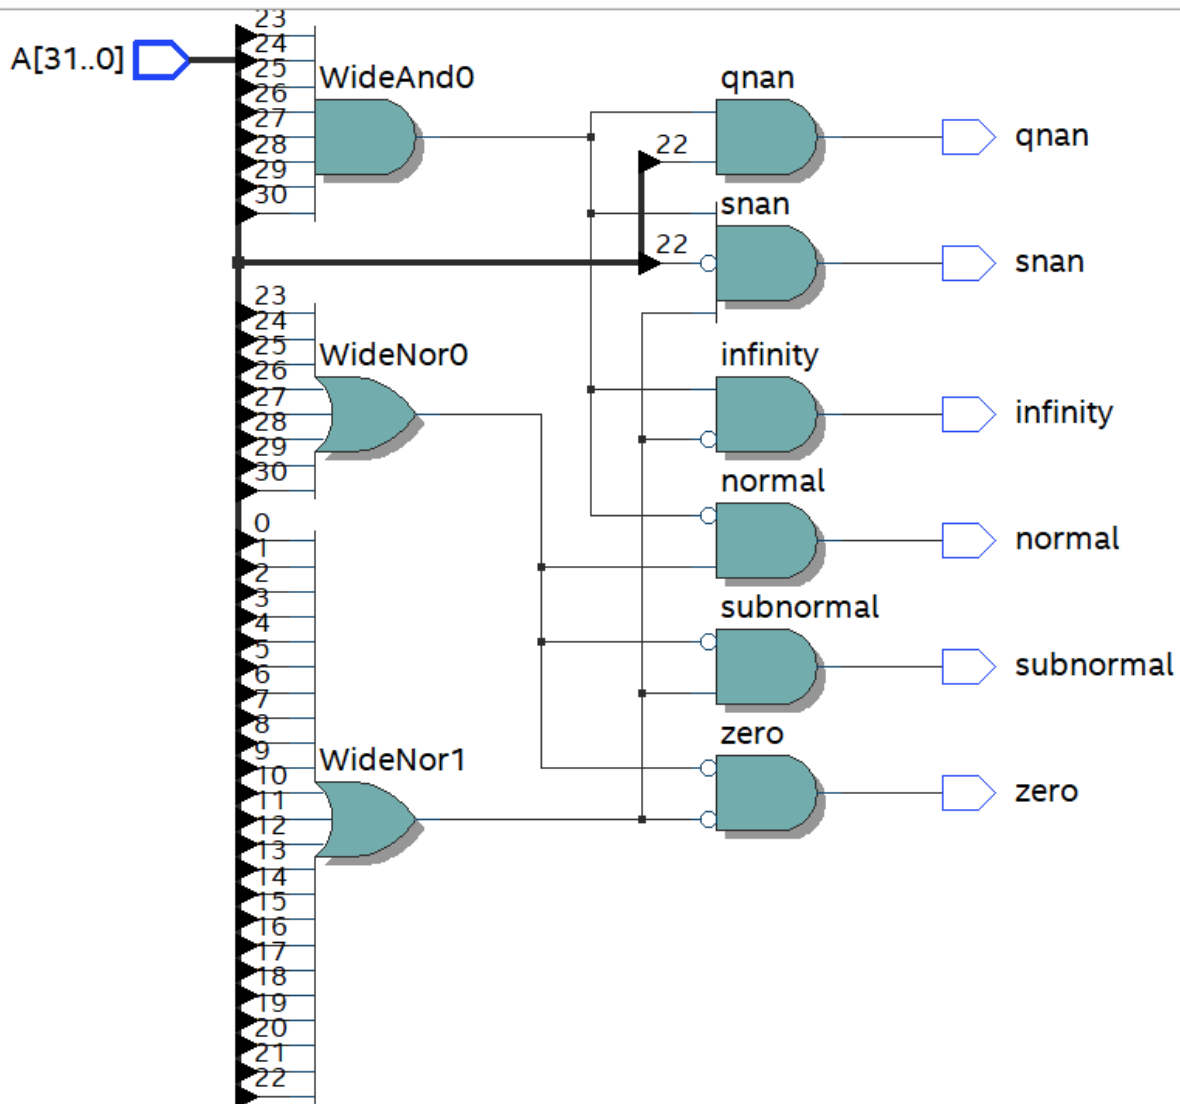 A[31..0]
23
24
25
26
27
28
29
30
WideAnd0
qnan
22
qnan
snan
22
snan
23
24
25
26
27
28
29
30
WideNor0
infinity
infinity
normal
normal
subnormal
subnormal
0
1
2
3
4
5
6
7
8
9
10
11
12
13
14
15
16
17
18
19
20
21
22
WideNor1
zero
zero